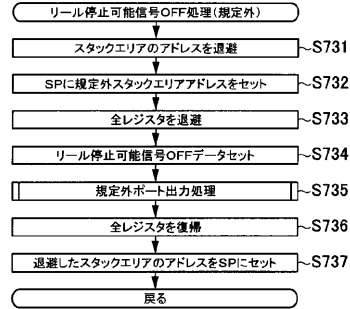 リール停止可能信号OFF処理(規定外)
スタックエリアのアドレスを退避
S731
SPに規定外スタックエリアアドレスをセット
S732
全レジスタを退避
S733
リール停止可能信号OFFデータセット
S734
規定外ポート出力処理
S735
全レジスタを復帰
S736
退避したスタックエリアのアドレスをSPにセット
S737
戻る